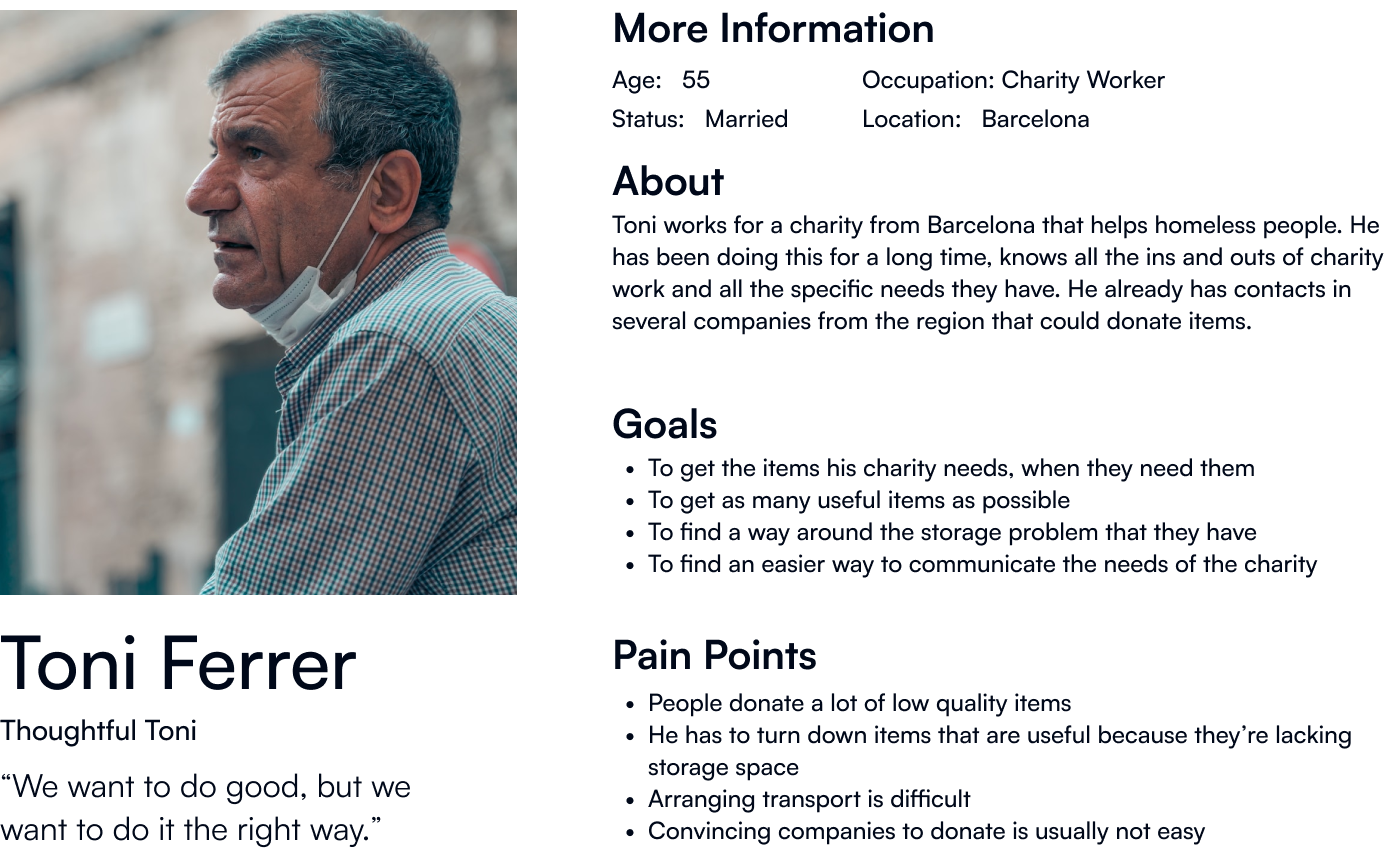 More Information
Age: 55
Occupation: Charity Worker
Status: Married
Location: Barcelona
About
Toni works for a charity from Barcelona that helps homeless people. He
has been doing this for a long time, knows all the ins and outs of charity
work and all the specific needs they have. He already has contacts in
several companies from the region that could donate items.
Goals
• To get the items his charity needs, when they need them
• To get as many useful items as possible
• To find a way around the storage problem that they have
• To find an easier way to communicate the needs of the charity
Toni Ferrer
Thoughtful Toni
“We want to do good, but we
want to do it the right way.”
Pain Points
• People donate a lot of low quality items
• He has to turn down items that are useful because they’re lacking
storage space
• Arranging transport is difficult
• Convincing companies to donate is usually not easy